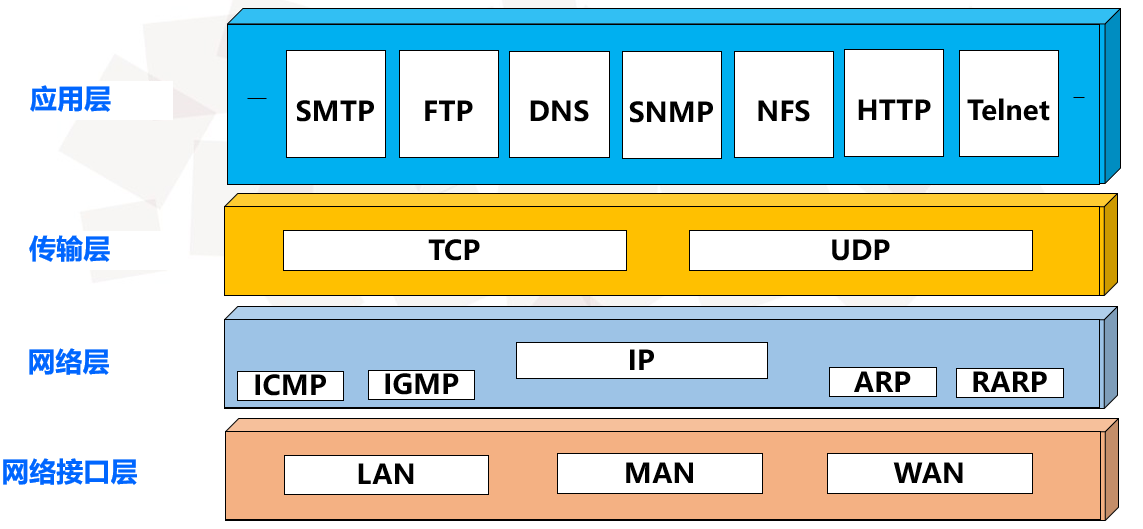 应用层
SMTP FTP DNS SNMP NFS HTTP Telnet
传输层
TCP UDP
网络层
IP
ICMP IGMP ARP RARP
网络接口层
LAN MAN WAN